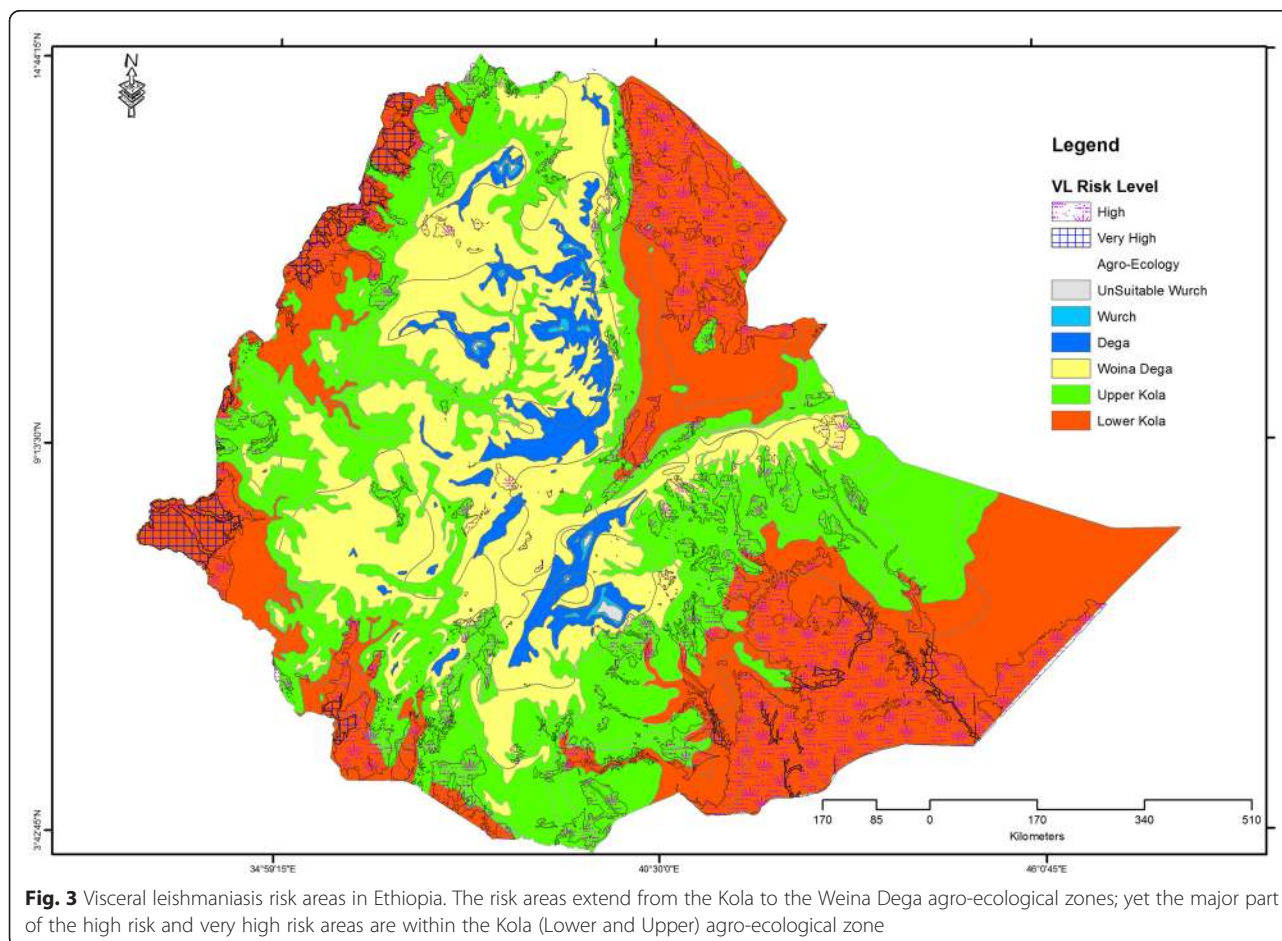 14°44'15"N
N
Legend
VL Risk Level
High
Very High
Agro-Ecology
UnSuitable Wurch
Wurch
Dega
Woina Dega
Upper Kola
Lower Kola
9°13'30"N
3°42'45"N
170 85 0 170 340 510
Kilometers
34°59'15"E 40°30'0"E 46°0'45"E
Fig. 3 Visceral leishmaniasis risk areas in Ethiopia. The risk areas extend from the Kola to the Weina Dega agro-ecological zones; yet the major part
of the high risk and very high risk areas are within the Kola (Lower and Upper) agro-ecological zone